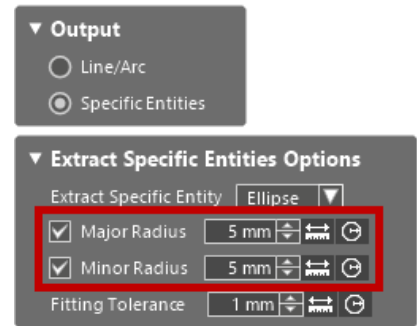 Output
Line/Arc
Specific Entities
Extract Specific Entities Options
Extract Specific Entity Ellipse
Major Radius 5 mm
Minor Radius 5 mm
Fitting Tolerance 1 mm